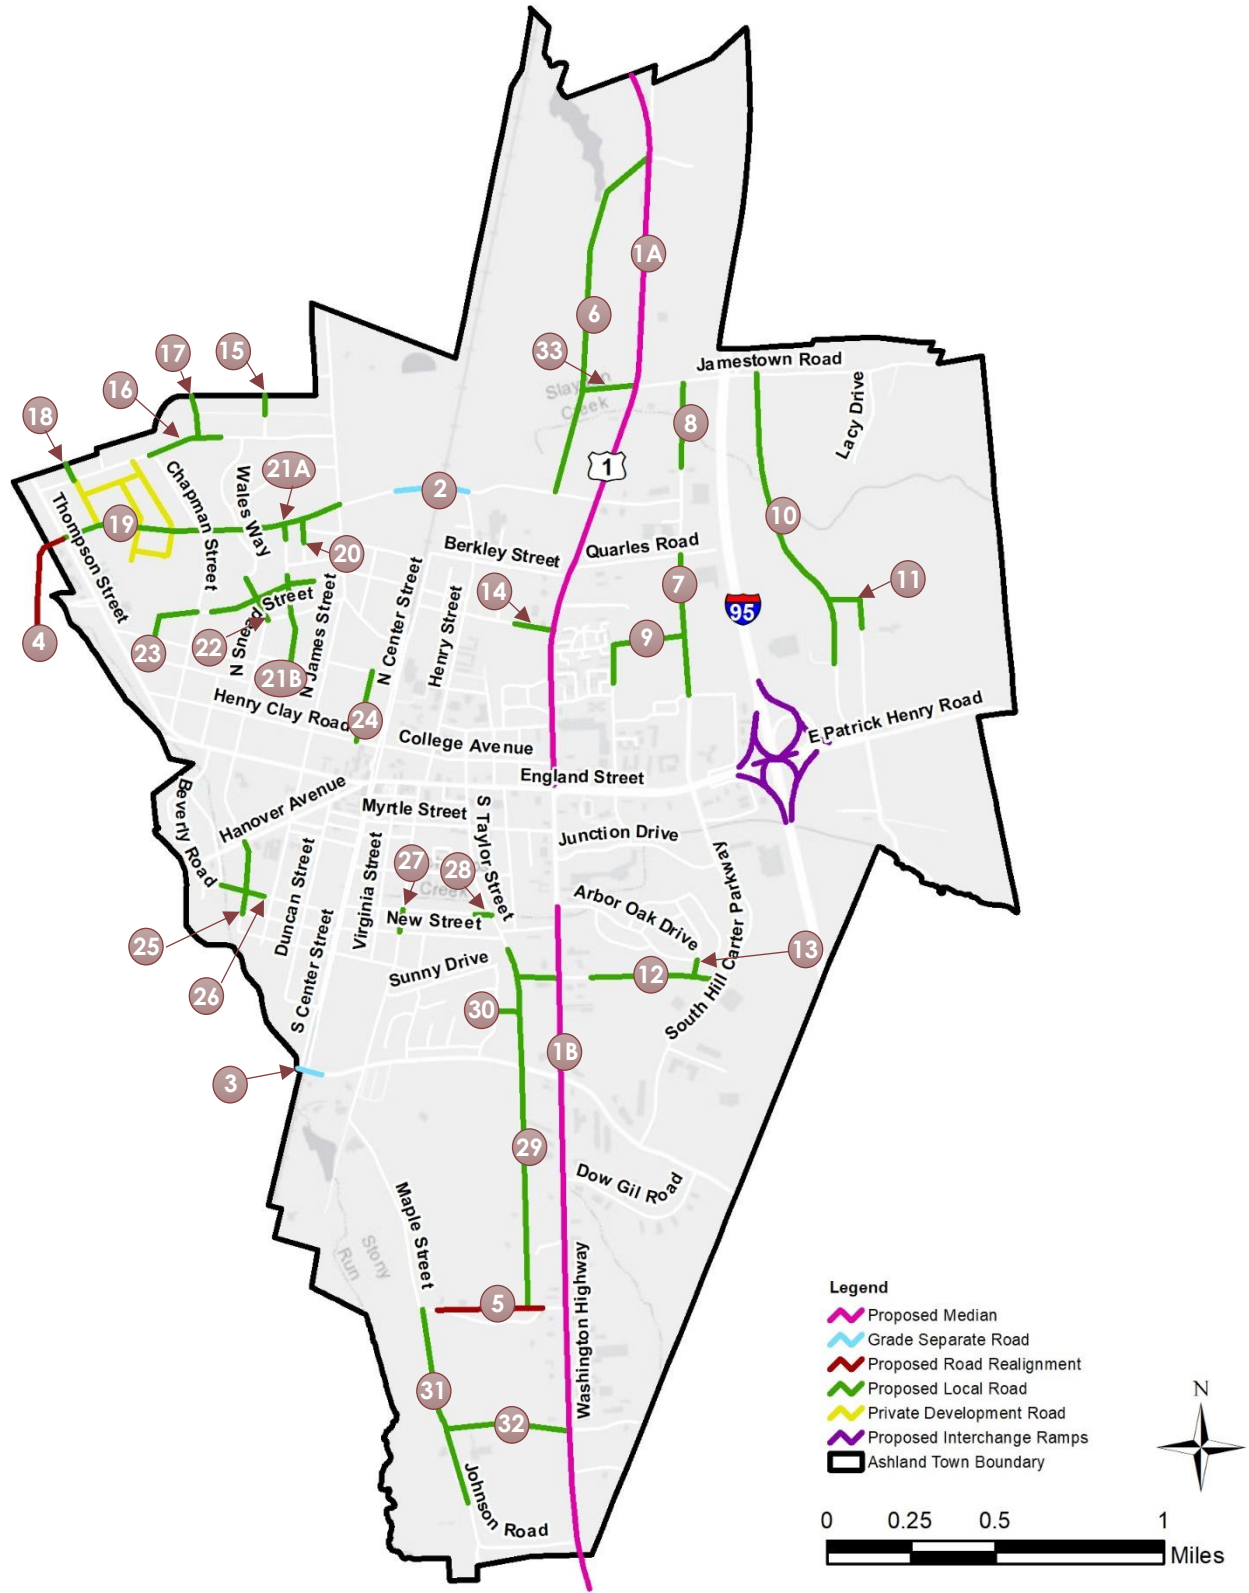 1A
6
33
Jamestown Road
17
15
Slayden
Creek
16
Lacy Drive
18
8
1
21A
2
Chapman Street
Wales Way
Thompson Street
19
10
20
Berkley Street
Quarles Road
14
7
11
95
N Snead Street
N James Street
N Center Street
Henry Street
4
23
22
9
21B
Henry Clay Road
24
College Avenue
E Patrick Henry Road
England Street
Beverly Road
Hanover Avenue
Myrtle Street
S Taylor Street
Junction Drive
Duncan Street
Virginia Street
27
28
Creek
New Street
Arbor Oak Drive
South Hill Carter Parkway
25
26
S Center Street
Sunny Drive
12
13
30
1B
3
29
Dow Gil Road
Maple Street
Stony
Run
5
Washington Highway
31
32
Johnson Road
Legend
Proposed Median
Grade Separate Road
Proposed Road Realignment
Proposed Local Road
Private Development Road
Proposed Interchange Ramps
Ashland Town Boundary
N
0 0.25 0.5 1
Miles